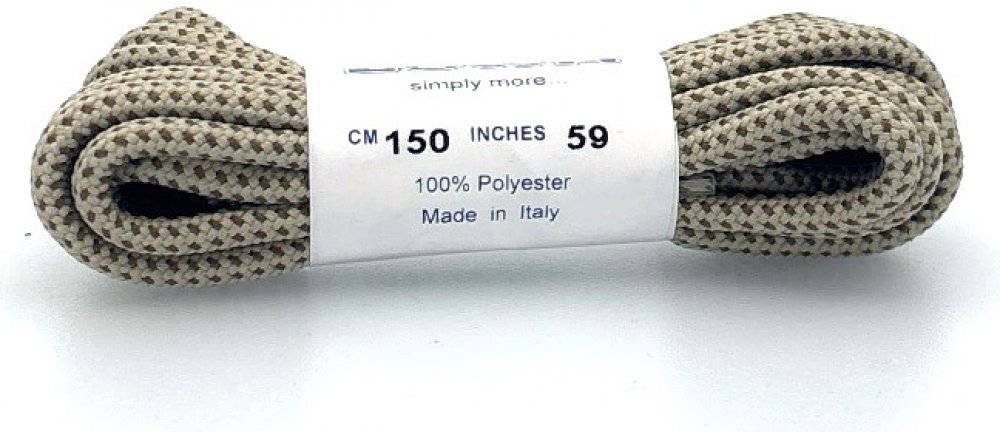 simply more...
CM 150 INCHES 59
100% Polyester
Made in Italy